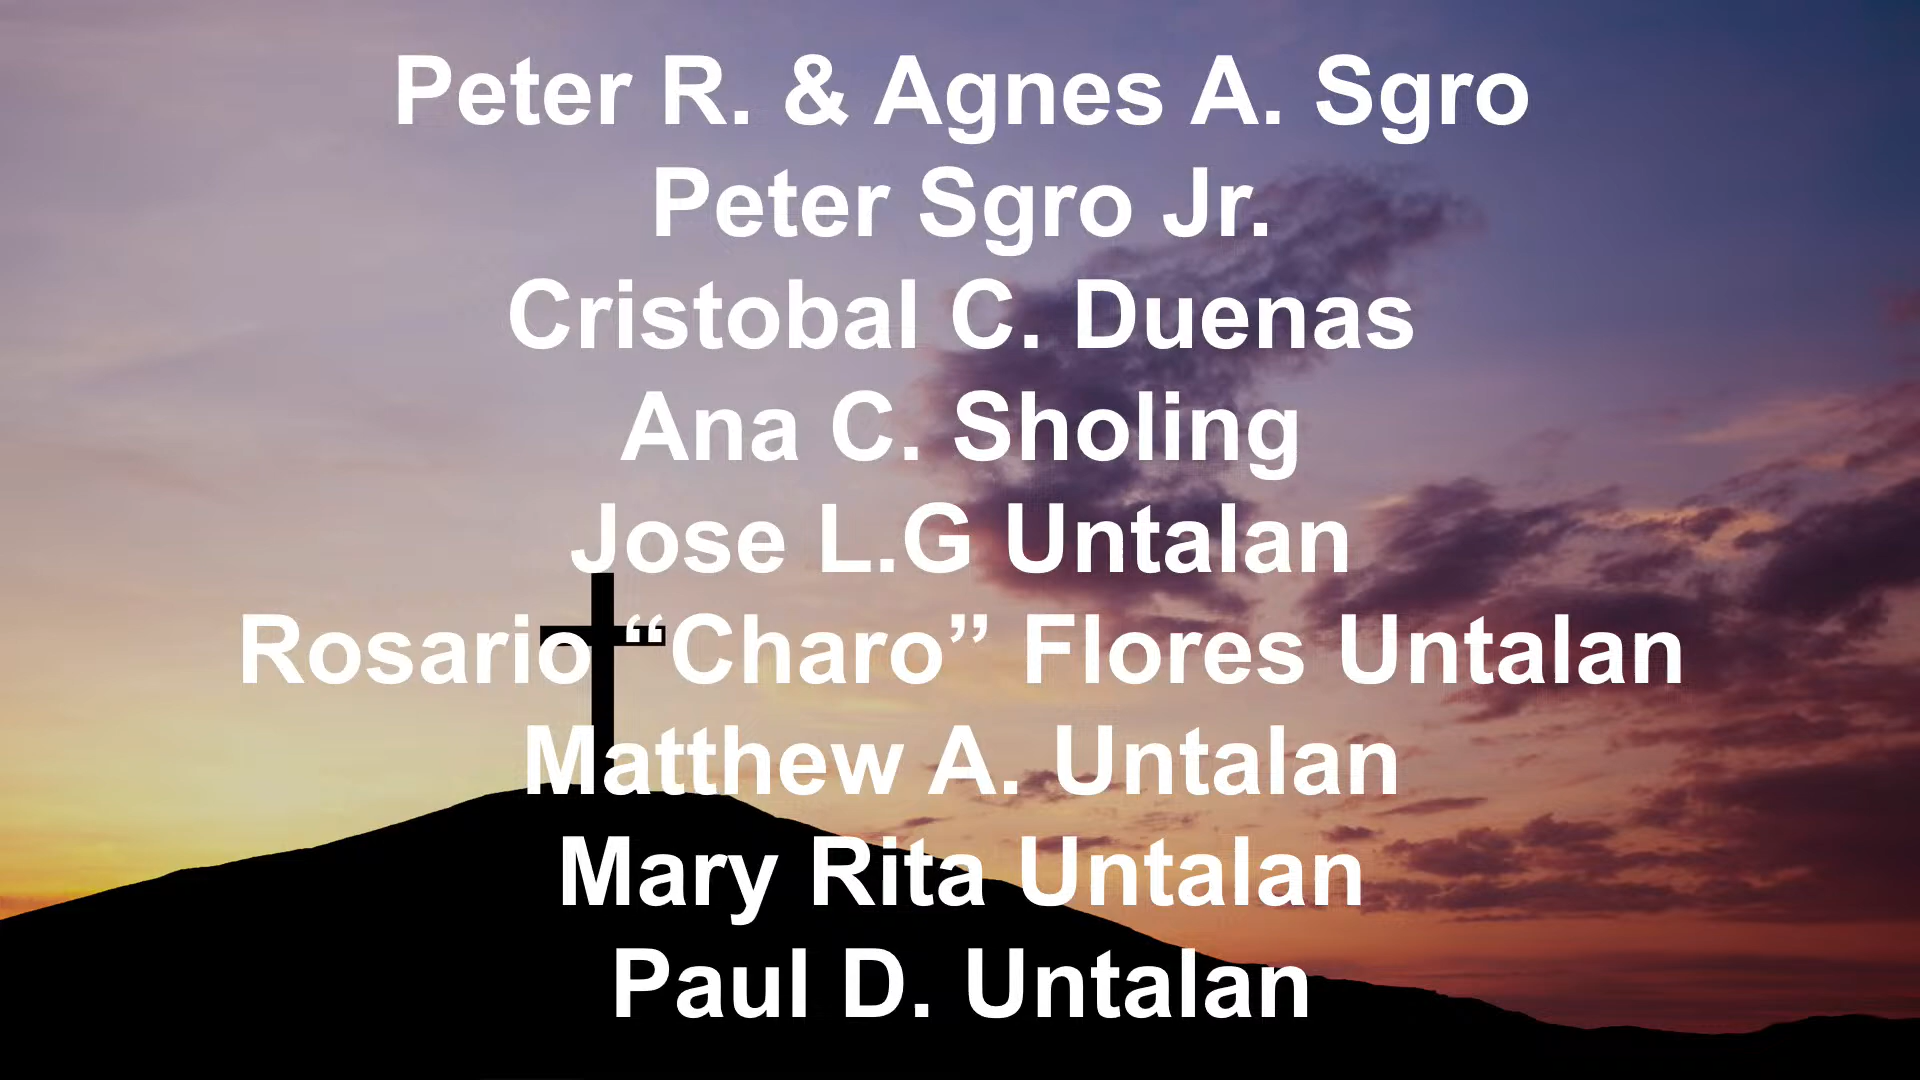 Peter R. & Agnes A. Sgro
Peter Sgro Jr.
Cristobal C. Duenas
Ana C. Sholing
Jose L.G Untalan
Rosario “Charo” Flores Untalan
Matthew A. Untalan
Mary Rita Untalan
Paul D. Untalan